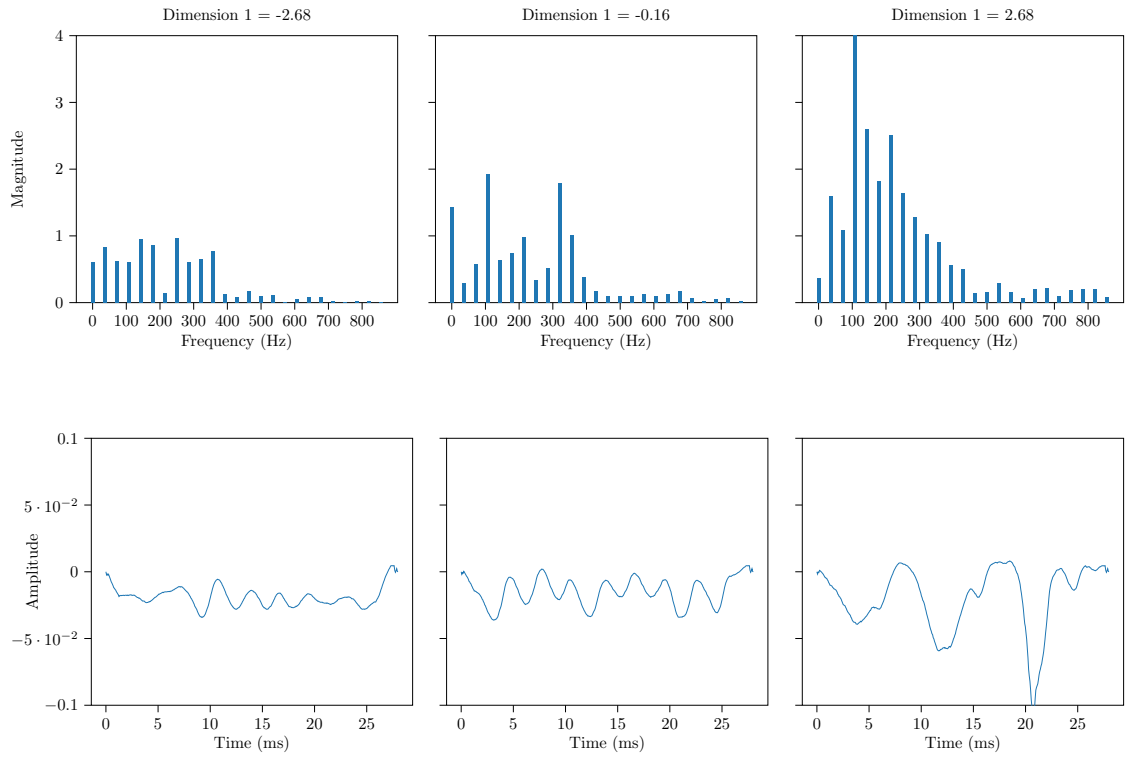 Dimension 1 = -2.68
Dimension 1 = -0.16
Dimension 1 = 2.68
Magnitude
4
3
2
1
0
0 100 200 300 400 500 600 700 800
0 100 200 300 400 500 600 700 800
0 100 200 300 400 500 600 700 800
Frequency (Hz)
Frequency (Hz)
Frequency (Hz)
Amplitude
0.1
5 · 10⁻²
0
−5 · 10⁻²
−0.1
0 5 10 15 20 25
0 5 10 15 20 25
0 5 10 15 20 25
Time (ms)
Time (ms)
Time (ms)